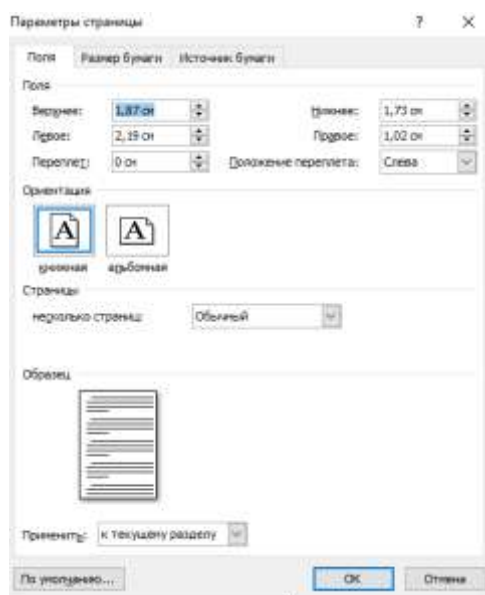 Параметры страницы ? ×
Поля Размер бумаги Источник бумаги
Поля
Верхнее: 1,87 см Нижнее: 1,73 см
Левое: 2,19 см Правое: 1,02 см
Переплет: 0 см Положение переплета: Слева
Ориентация
A A
книжная альбомная
Страницы
несколько страниц: Обычный
Образец
Применить: к текущему разделу
По умолчанию... ОК Отмена